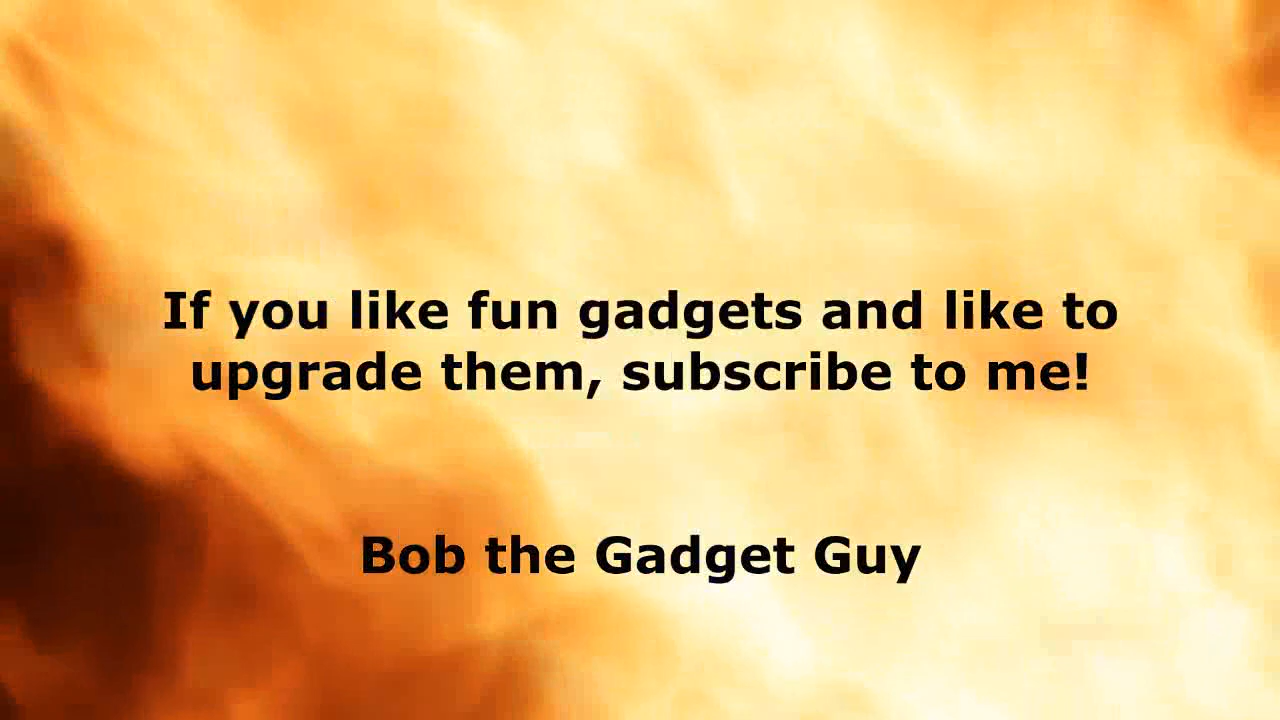 If you like fun gadgets and like to
upgrade them, subscribe to me!
Bob the Gadget Guy